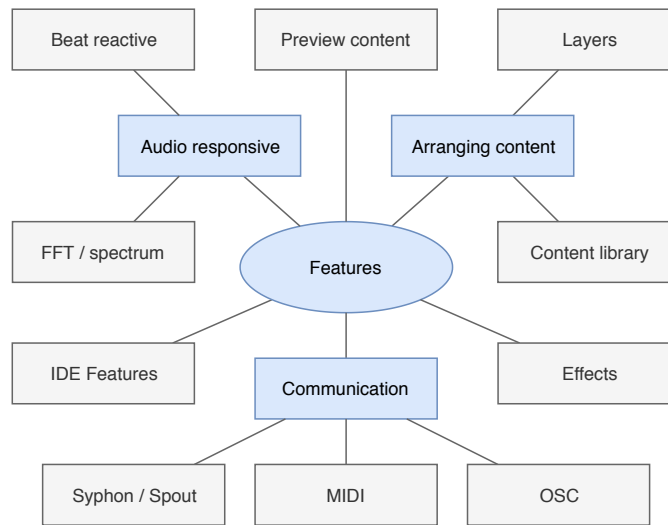 Beat reactive
Preview content
Layers
Audio responsive
Arranging content
FFT / spectrum
Features
Content library
IDE Features
Communication
Effects
Syphon / Spout
MIDI
OSC